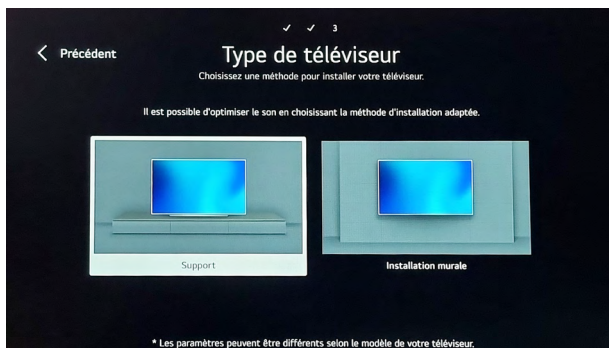 ✓ ✓ 3
Précédent
Type de téléviseur
Choisissez une méthode pour installer votre téléviseur.
Il est possible d'optimiser le son en choisissant la méthode d'installation adaptée.
Support
Installation murale
* Les paramètres peuvent être différents selon le modèle de votre téléviseur.